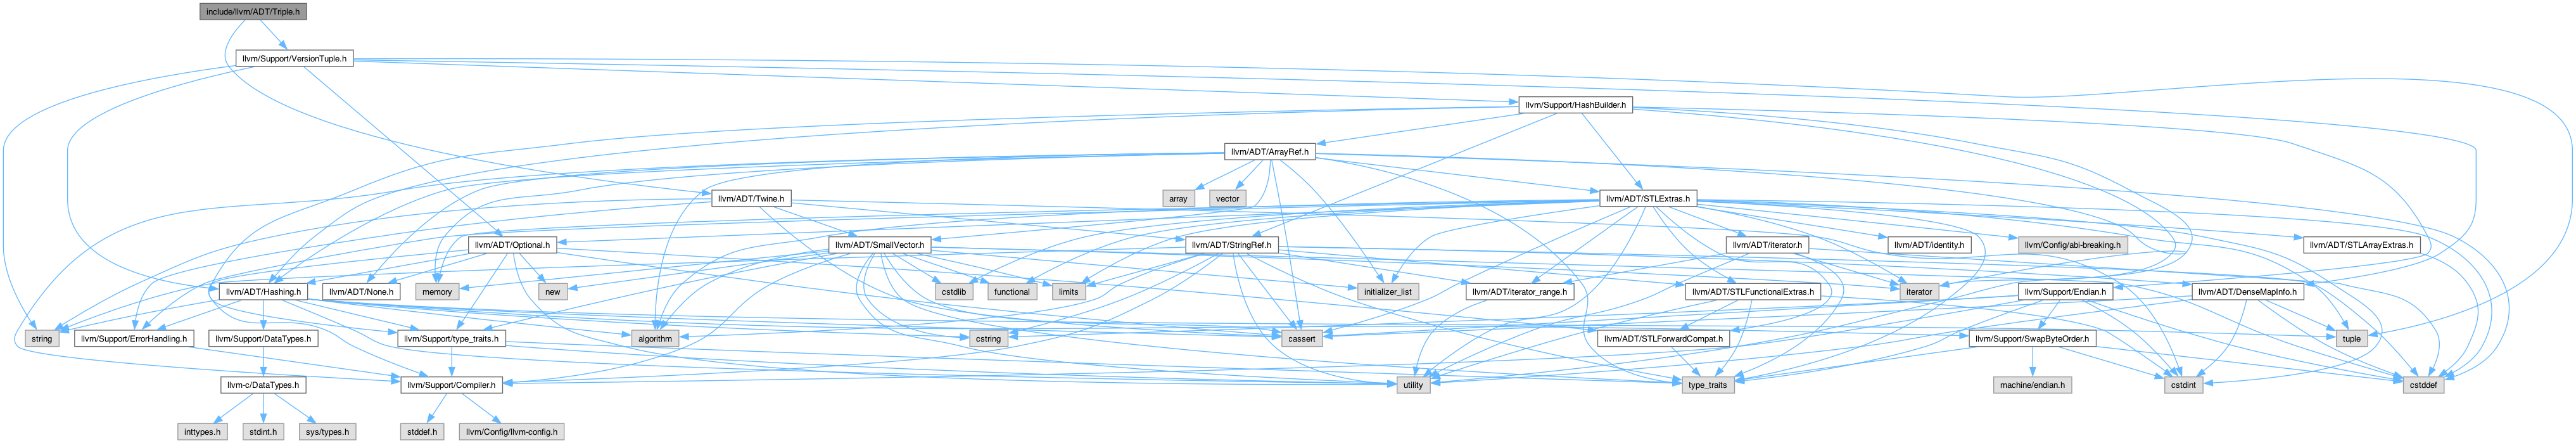 include/llvm/ADT/Triple.h
llvm/Support/VersionTuple.h
llvm/Support/HashBuilder.h
llvm/ADT/ArrayRef.h
llvm/ADT/Twine.h
array
vector
llvm/ADT/STLExtras.h
llvm/ADT/Optional.h
llvm/ADT/SmallVector.h
llvm/ADT/StringRef.h
llvm/ADT/iterator.h
llvm/ADT/identity.h
llvm/Config/abi-breaking.h
llvm/ADT/STLArrayExtras.h
llvm/ADT/Hashing.h
llvm/ADT/None.h
memory
new
cstdlib
functional
limits
initializer_list
llvm/ADT/iterator_range.h
llvm/ADT/STLFunctionalExtras.h
iterator
llvm/Support/Endian.h
llvm/ADT/DenseMapInfo.h
string
llvm/Support/ErrorHandling.h
llvm/Support/DataTypes.h
llvm/Support/type_traits.h
algorithm
cstring
cassert
llvm/ADT/STLForwardCompat.h
llvm/Support/SwapByteOrder.h
tuple
llvm-c/DataTypes.h
llvm/Support/Compiler.h
utility
type_traits
machine/endian.h
cstdint
cstddef
inttypes.h
stdint.h
sys/types.h
stddef.h
llvm/Config/llvm-config.h